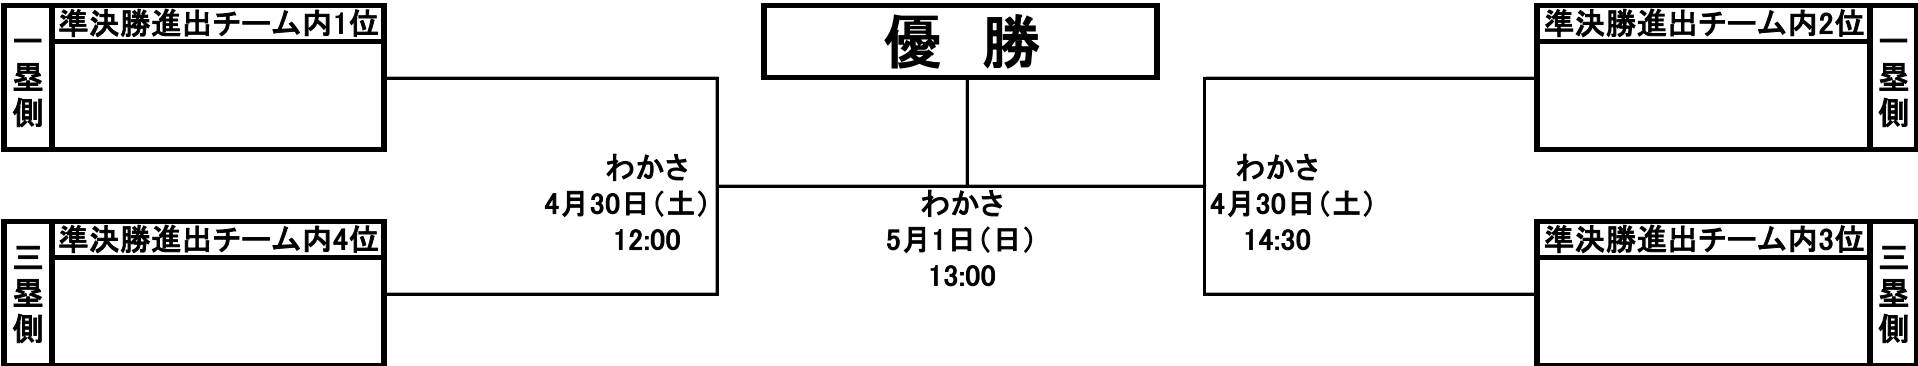 準決勝進出チーム内1位
一塁側
優　勝
準決勝進出チーム内2位
一塁側
わかさ
4月30日（土）
12:00
わかさ
5月1日（日）
13:00
わかさ
4月30日（土）
14:30
準決勝進出チーム内4位
三塁側
準決勝進出チーム内3位
三塁側